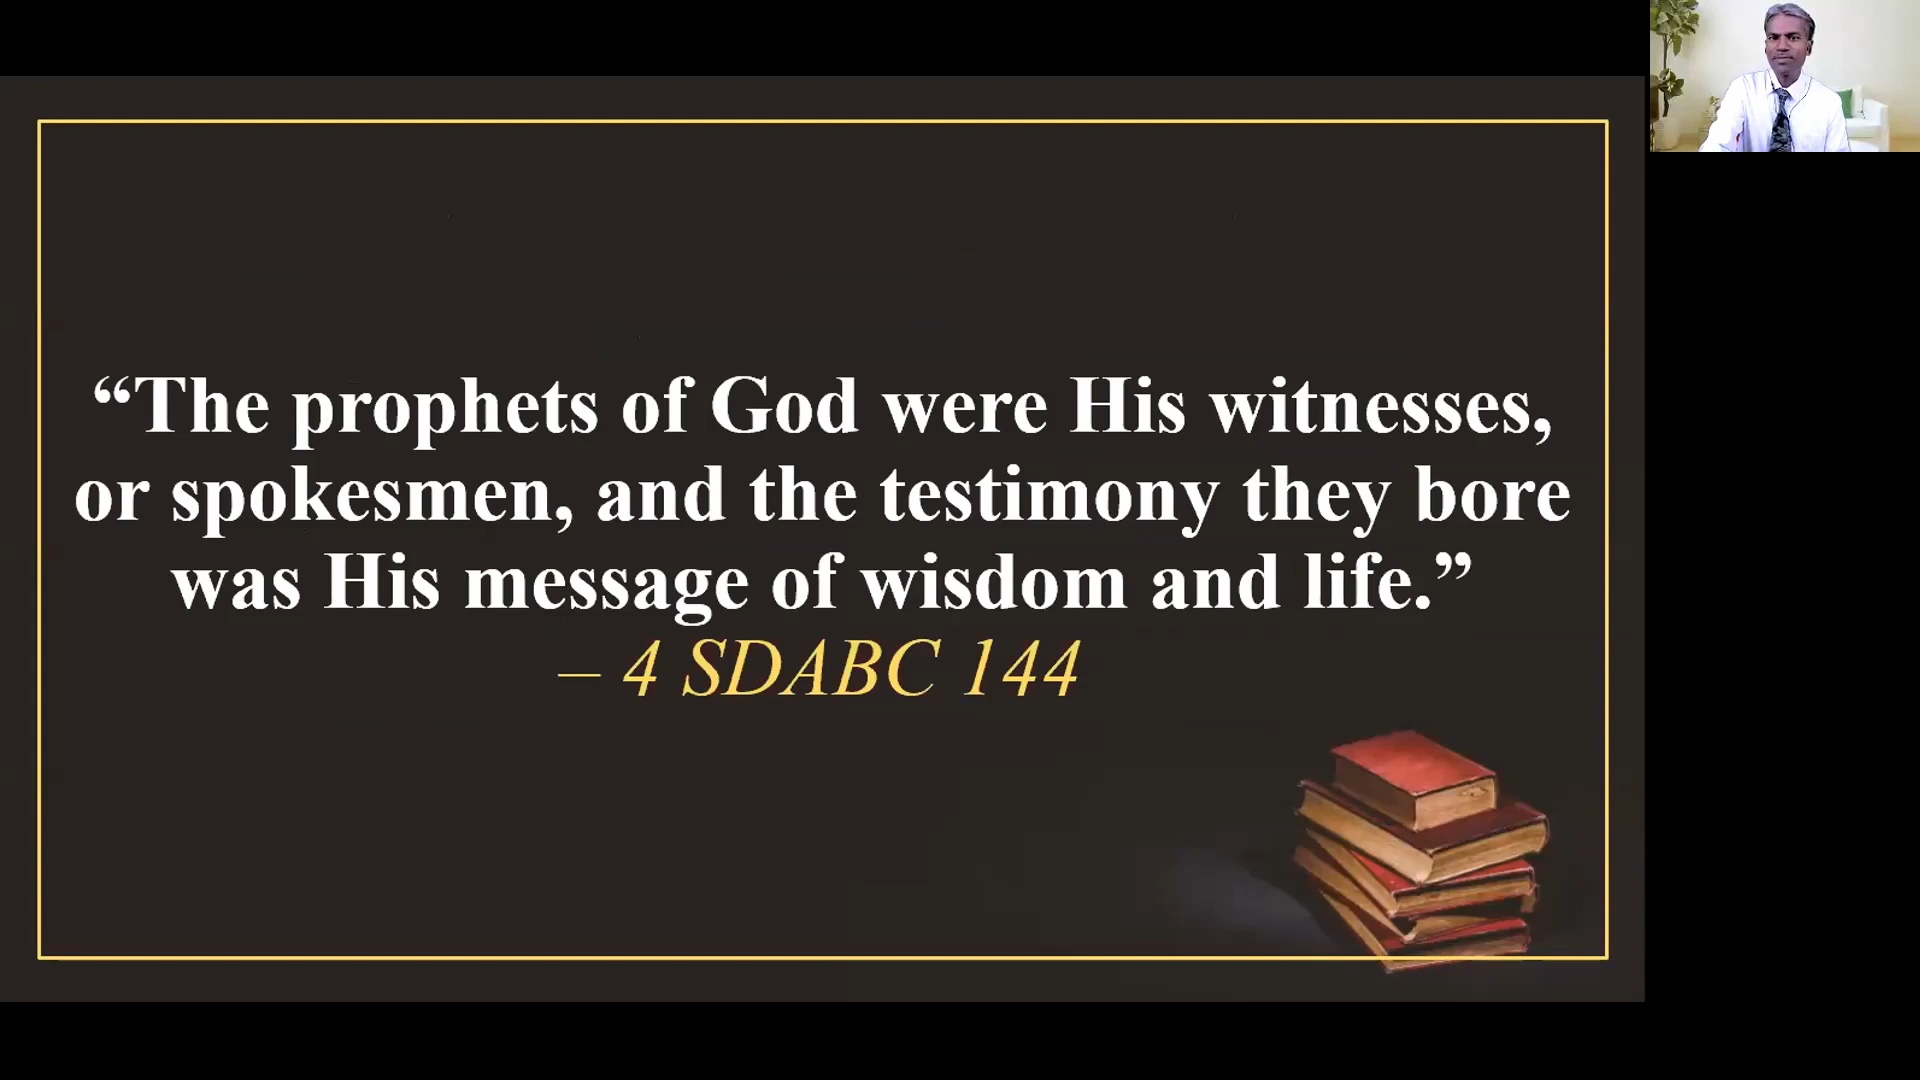 “The prophets of God were His witnesses,
or spokesmen, and the testimony they bore
was His message of wisdom and life.”
– 4 SDABC 144